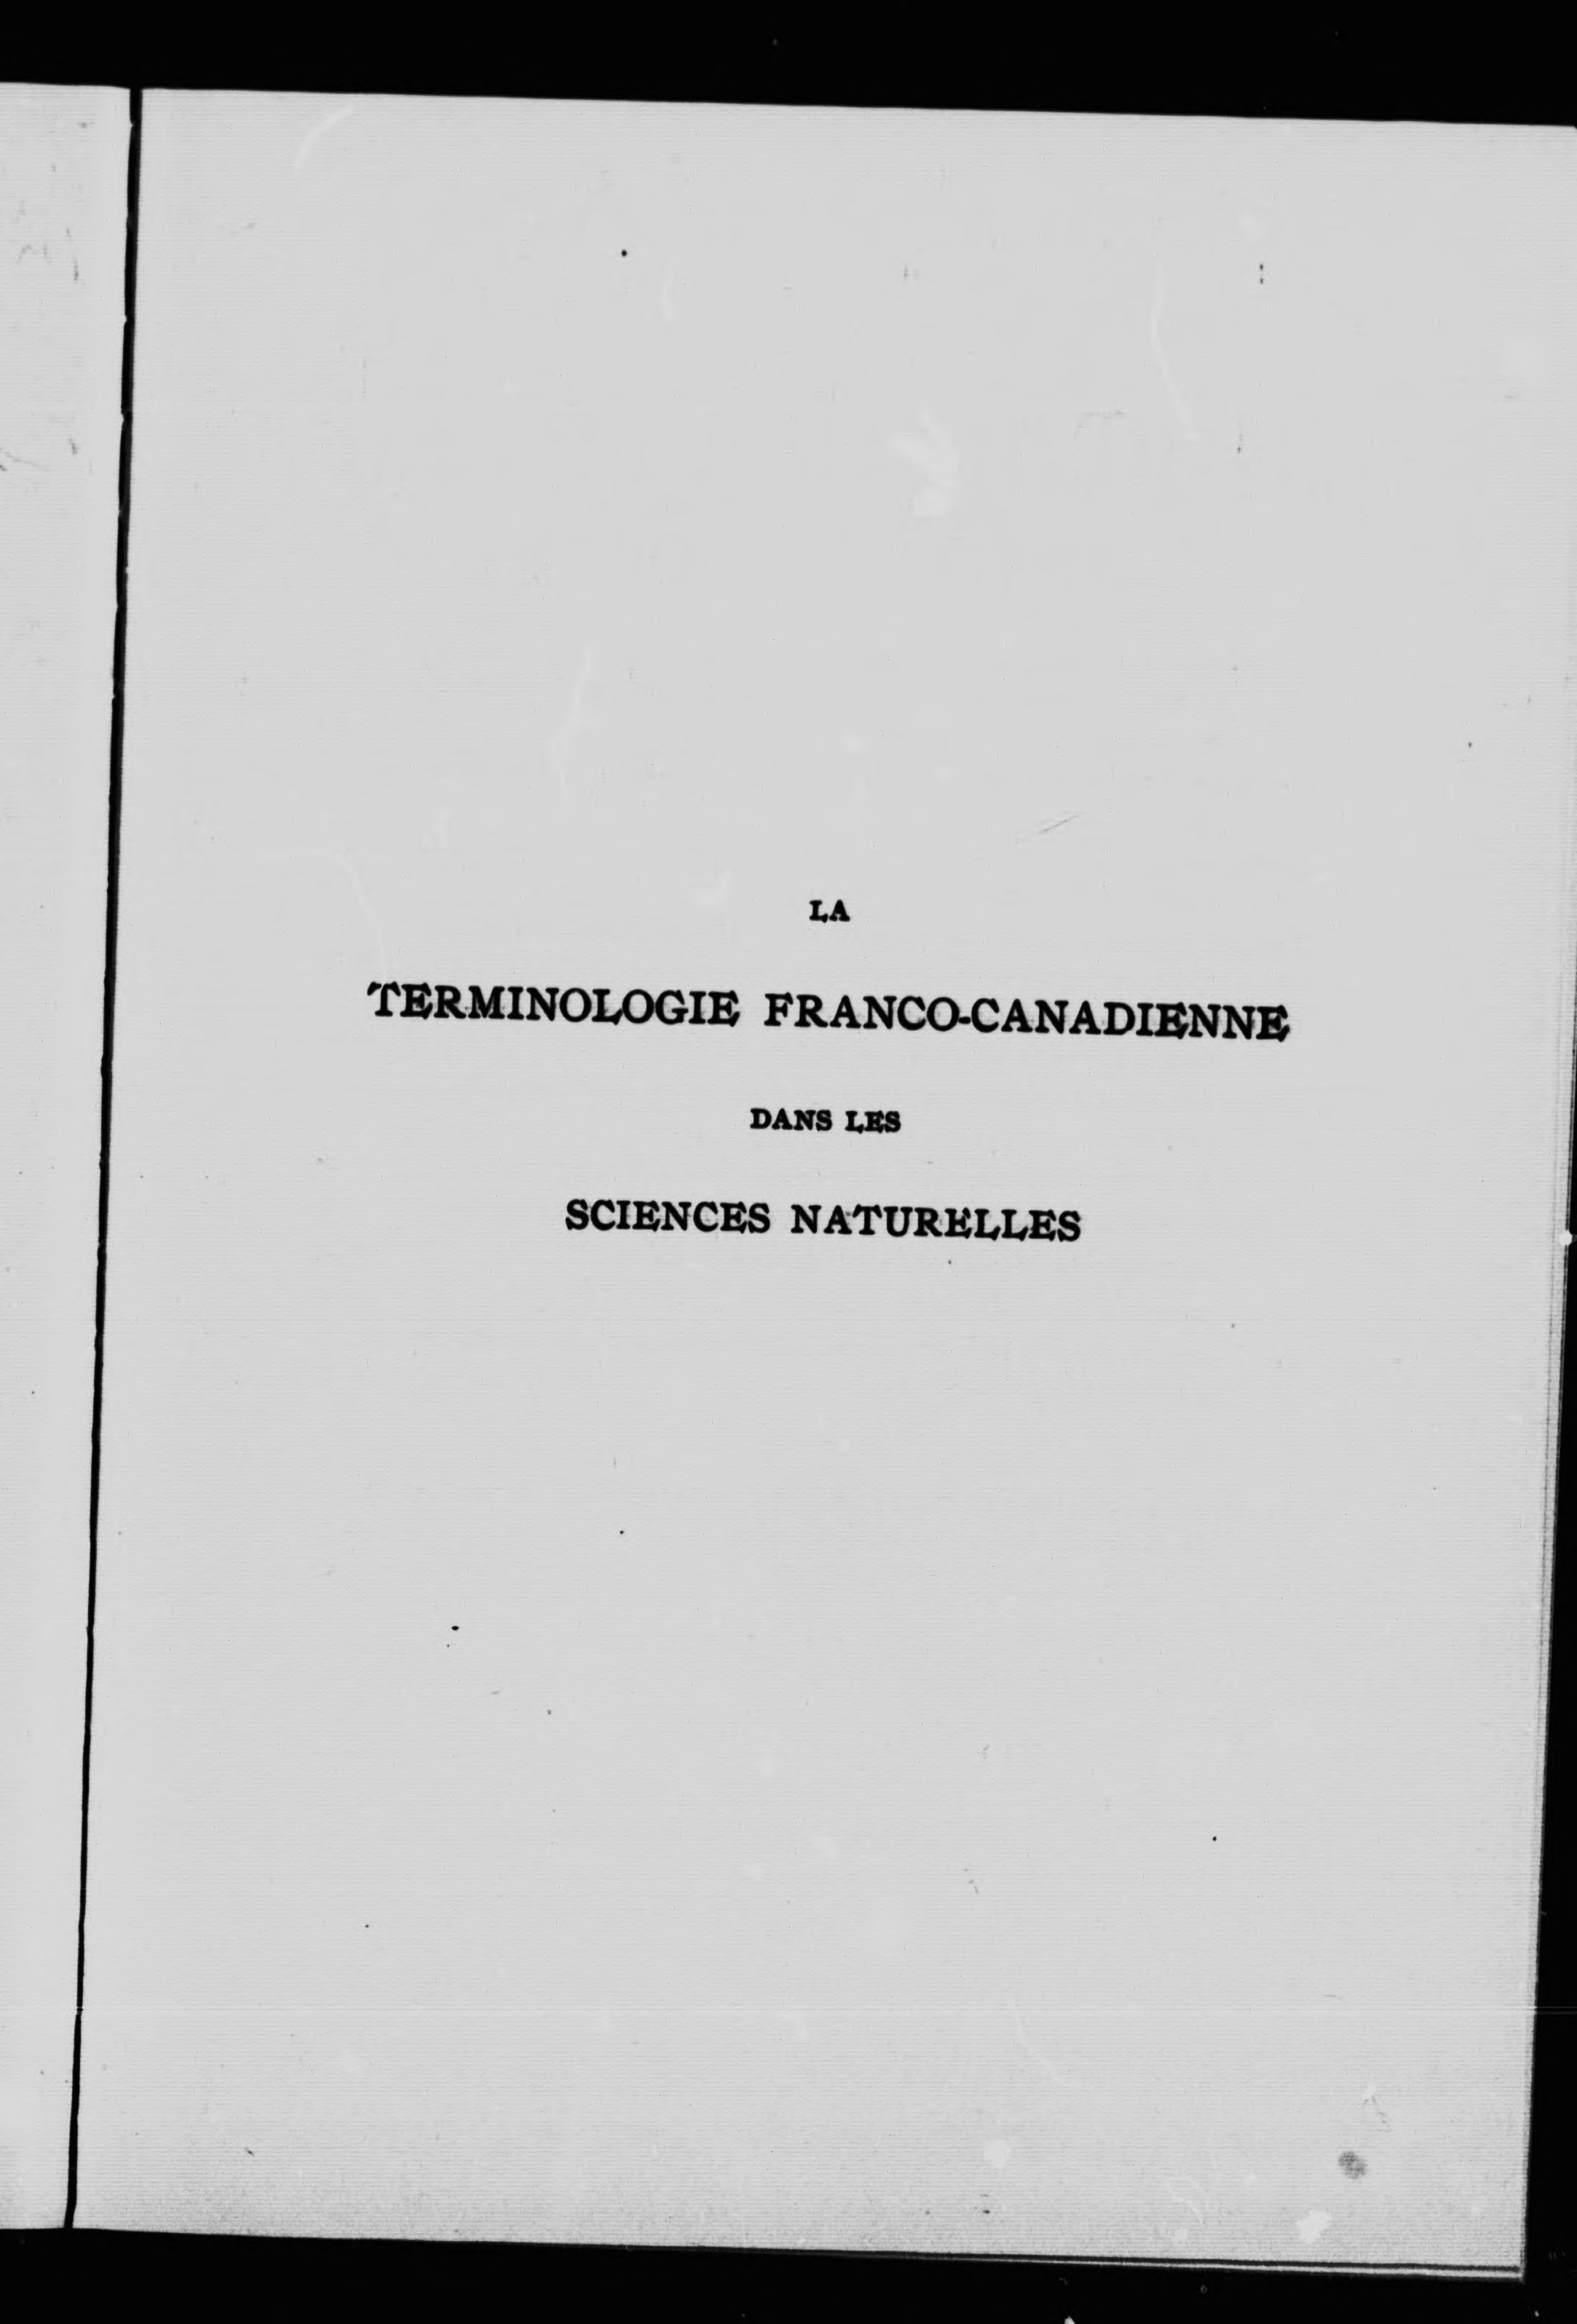 LA
TERMINOLOGIE FRANCO-CANADIENNE
DANS LES
SCIENCES NATURELLES